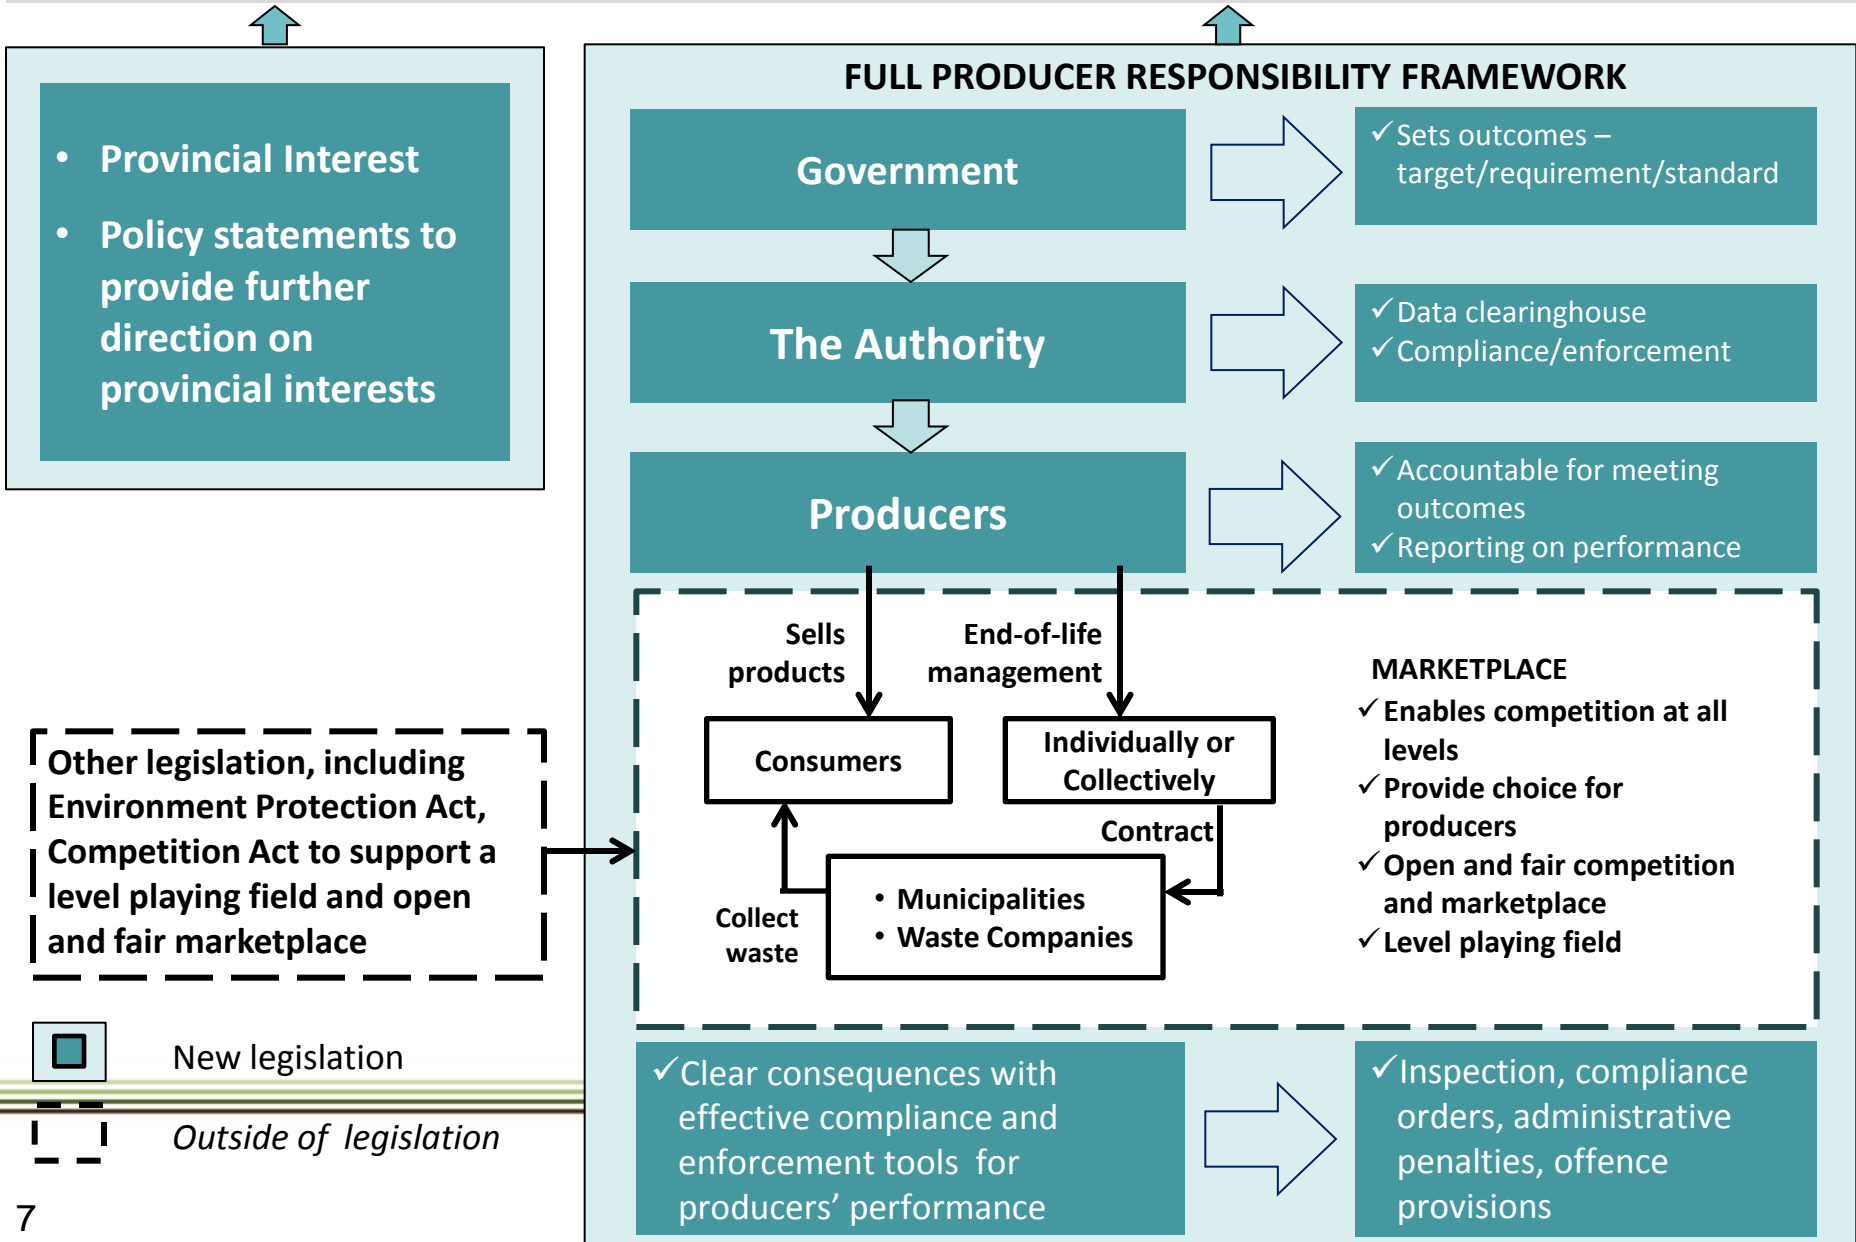 • Provincial Interest
• Policy statements to
provide further
direction on
provincial interests
FULL PRODUCER RESPONSIBILITY FRAMEWORK
Government
✓Sets outcomes –
target/requirement/standard
The Authority
✓Data clearinghouse
✓Compliance/enforcement
Producers
✓Accountable for meeting
outcomes
✓Reporting on performance
Sells
products
End-of-life
management
Consumers
Individually or
Collectively
Contract
Collect
waste
• Municipalities
• Waste Companies
MARKETPLACE
✓Enables competition at all
levels
✓Provide choice for
producers
✓Open and fair competition
and marketplace
✓Level playing field
Other legislation, including
Environment Protection Act,
Competition Act to support a
level playing field and open
and fair marketplace
New legislation
Outside of legislation
✓Clear consequences with
effective compliance and
enforcement tools for
producers’ performance
✓Inspection, compliance
orders, administrative
penalties, offence
provisions
7